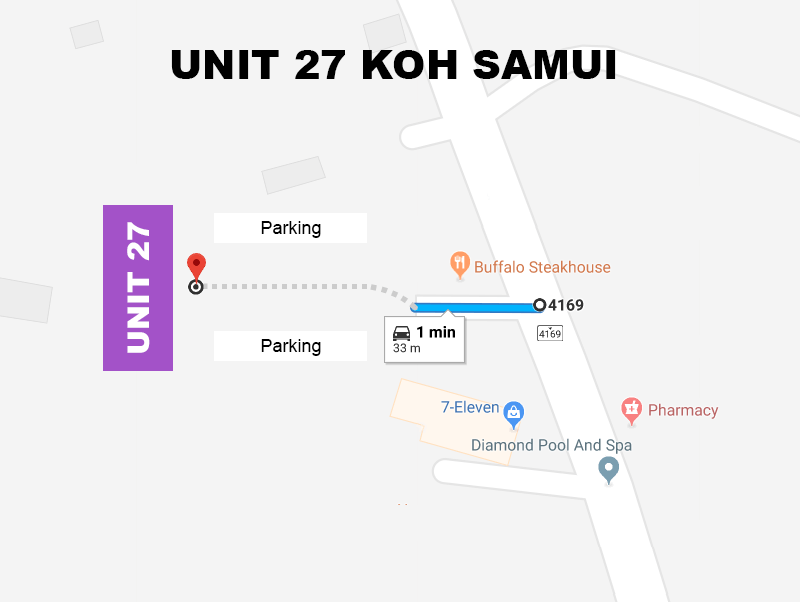 UNIT 27 KOH SAMUI
Parking
UNIT 27
Buffalo Steakhouse
4169
4169
1 min
33 m
Parking
7-Eleven
Pharmacy
Diamond Pool And Spa